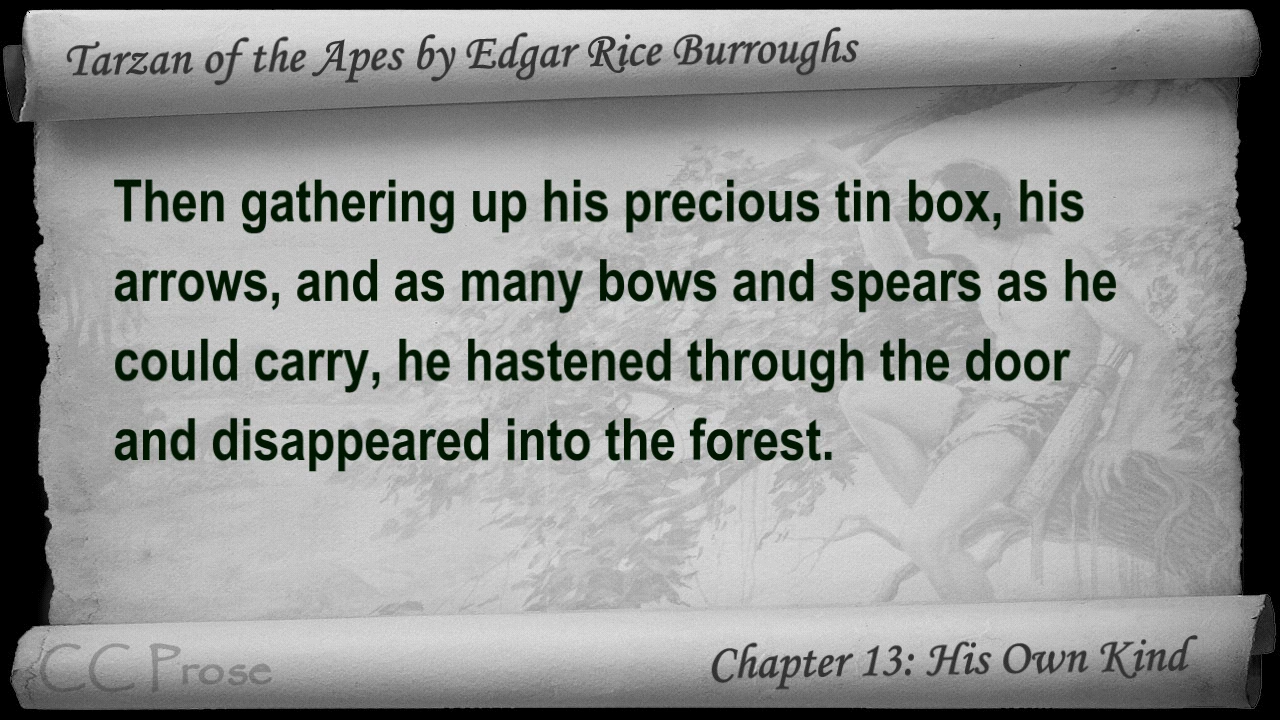 Tarzan of the Apes by Edgar Rice Burroughs
Then gathering up his precious tin box, his
arrows, and as many bows and spears as he
could carry, he hastened through the door
and disappeared into the forest.
CC Prose
Chapter 13: His Own Kind